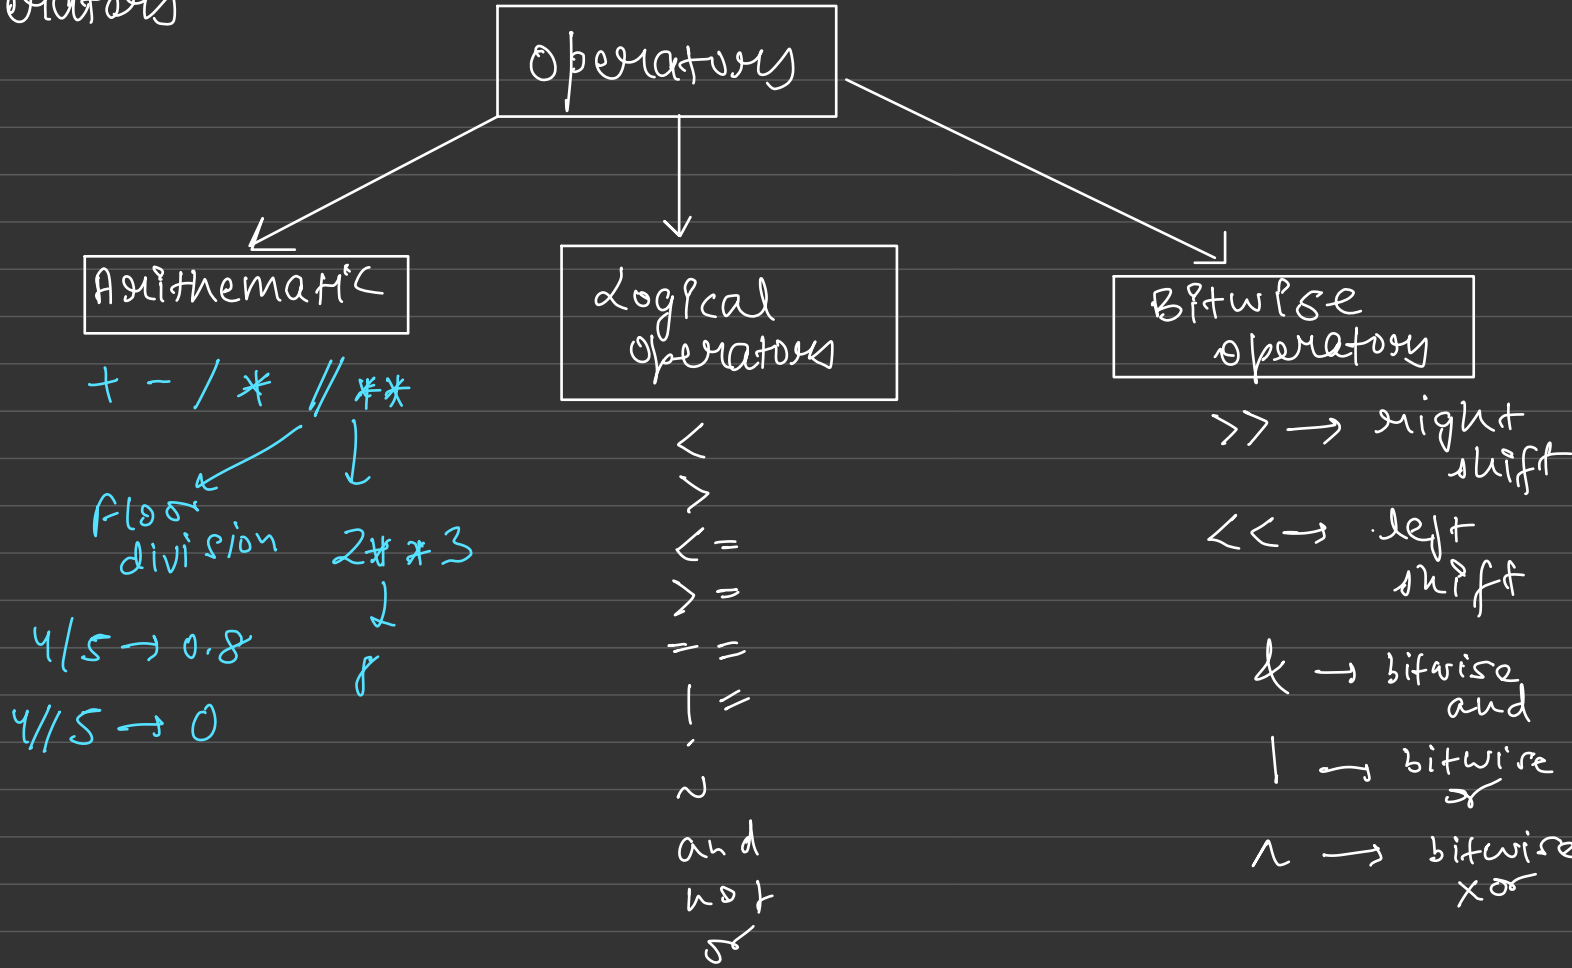 erators
Operators
Arithematic
+ - / * // **
floor
division
2**3
8
4/5 → 0.8
4//5 → 0
Logical
Operators
<
>
<=
>=
==
!=
~
and
not
or
Bitwise
operators
>> → right
shift
<< → left
shift
& → bitwise
and
| → bitwise
or
^ → bitwise
xor